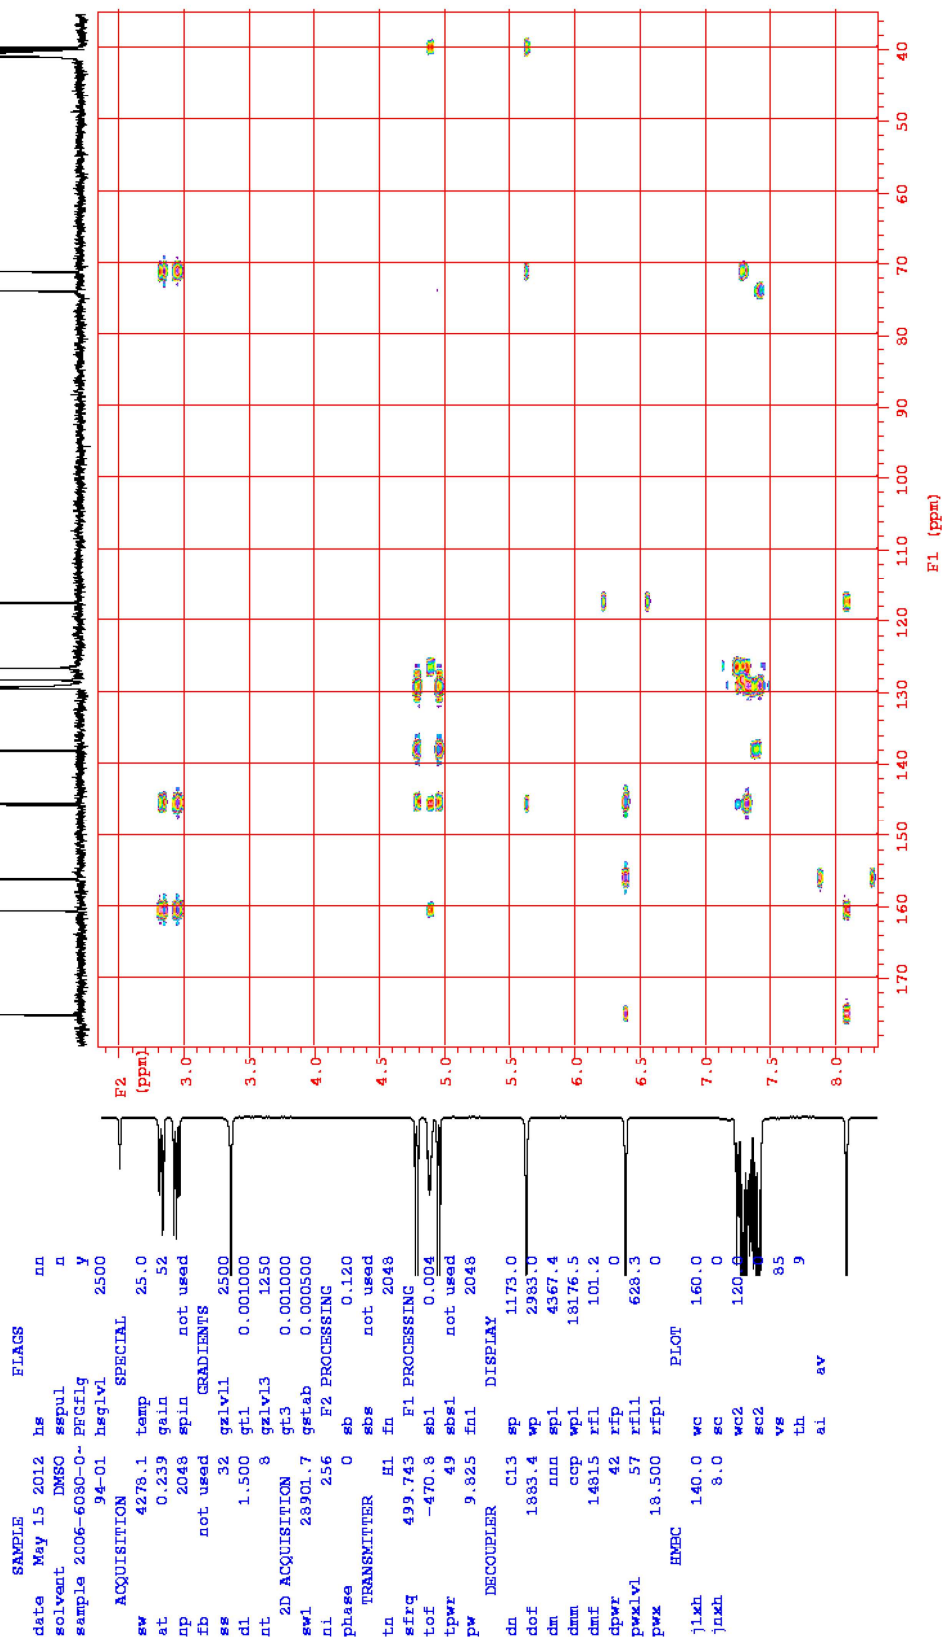 SAMPLE
date May 15 2012
solvent DMSO
sample 2006-6080-0~
94-01
ACQUISITION
sw 4278.1
at 0.239
np 2048
fb not used
ss 32
d1 1.500
nt 8
2D ACQUISITION
sw1 28901.7
ni 256
phase 0
TRANSMITTER
tn H1
sfrq 499.743
tof -470.8
tpwr 49
pw 9.825
DECOUPLER
dn C13
dof 1883.4
dm nnn
dmm ccp
dmf 14815
dpwr 42
pwxlvl 57
pwx 18.500
HMBC
j1xh 140.0
jnxh 8.0
FLAGS
hs nn
sspul n
PFGflg y
hsglvl 2500
SPECIAL
temp 25.0
gain 52
spin not used
GRADIENTS
gzlvl1 2500
gt1 0.001000
gzlvl3 1250
gt3 0.001000
gstab 0.000500
F2 PROCESSING
sb 0.120
sbs not used
fn 2048
F1 PROCESSING
sb1 0.004
sbs1 not used
fn1 2048
DISPLAY
sp 1173.0
wp 2983.0
sp1 4367.4
wp1 18176.5
rfl 101.2
rfp 0
rfl1 628.3
rfp1 0
PLOT
wc 160.0
sc 0
wc2 120.0
sc2
vs 85
th 9
ai av
F2
(ppm)
3.0
3.5
4.0
4.5
5.0
5.5
6.0
6.5
7.0
7.5
8.0
170 160 150 140 130 120 110 100 90 80 70 60 50 40
F1 (ppm)